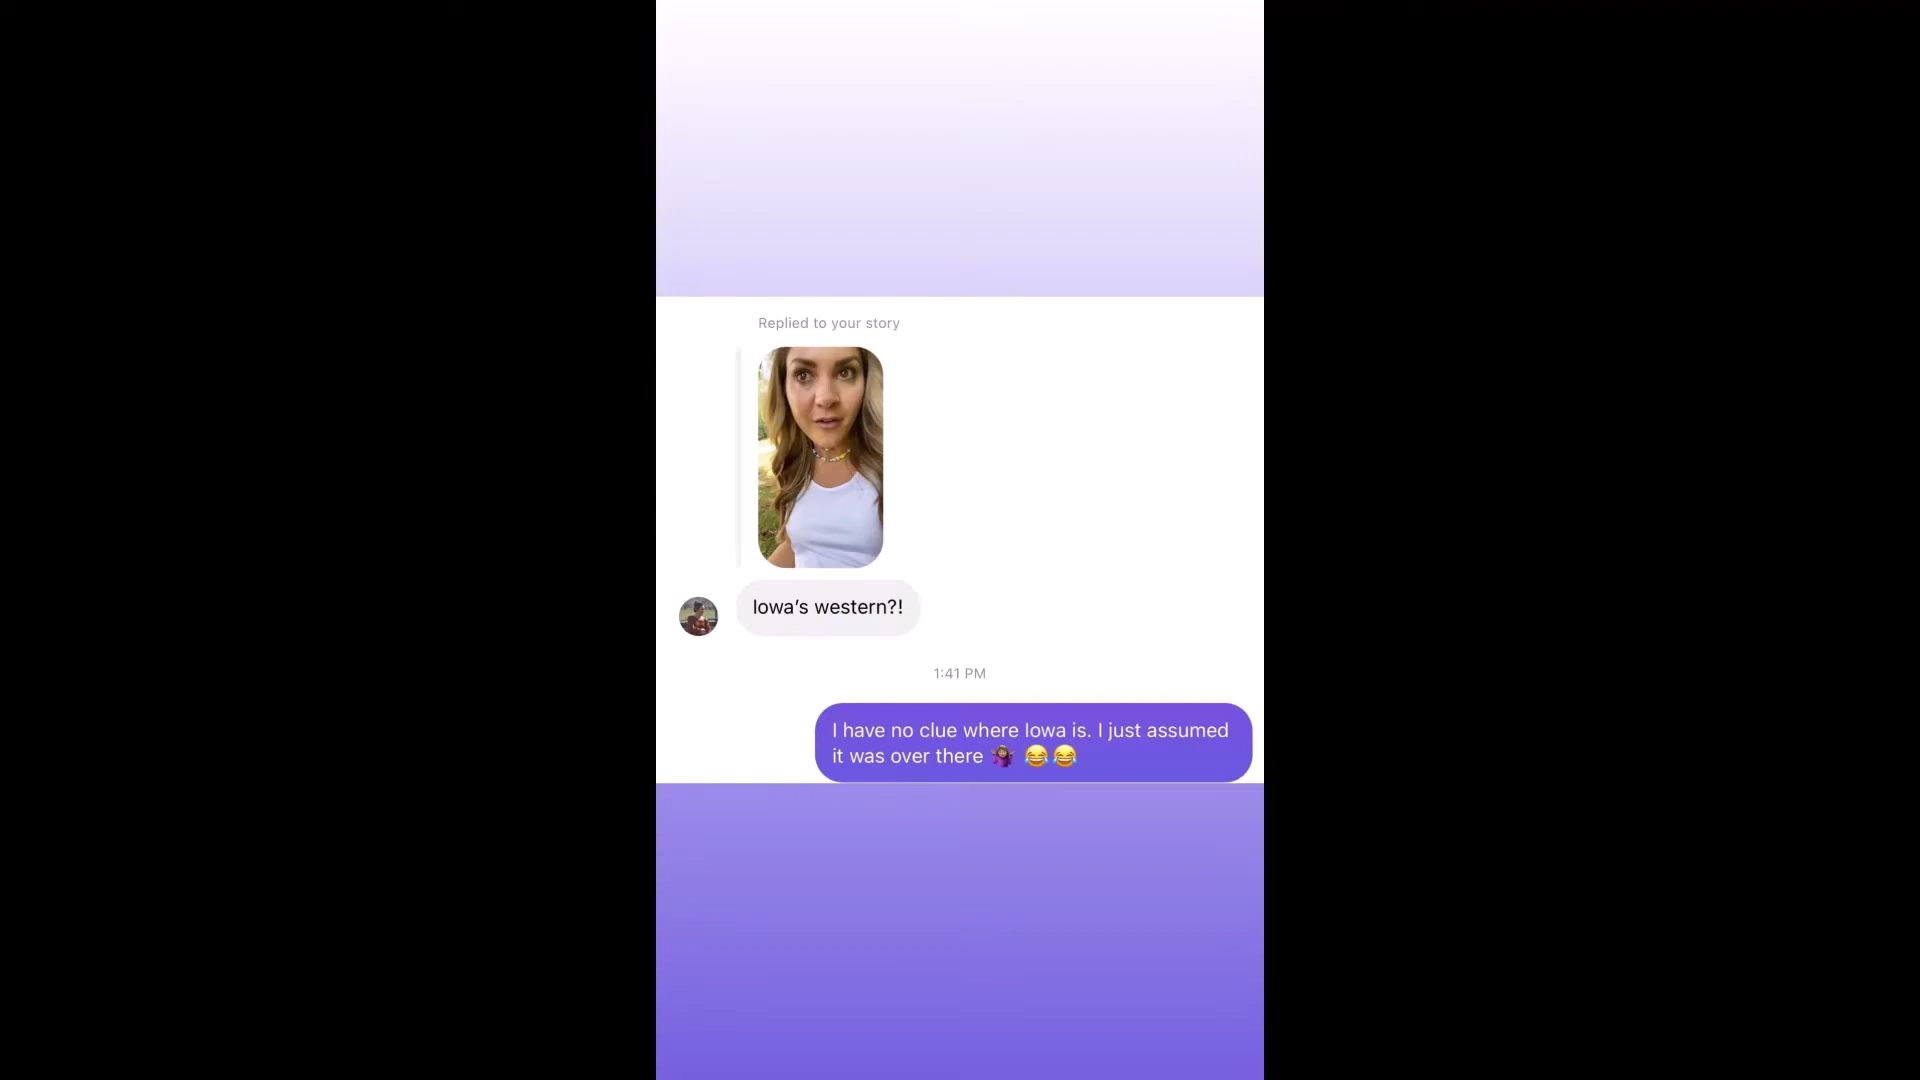 Replied to your story
Iowa’s western?!
1:41 PM
I have no clue where Iowa is. I just assumed
it was over there 🤷🏽‍♀️ 😂😂